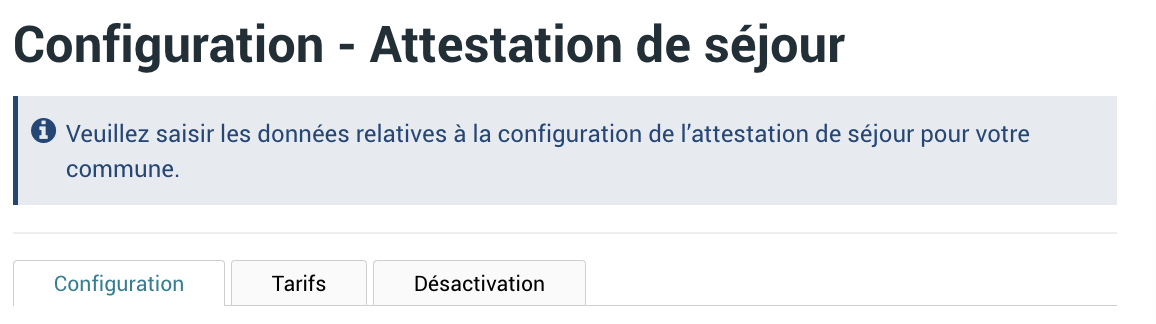 Configuration - Attestation de séjour
Veuillez saisir les données relatives à la configuration de l’attestation de séjour pour votre
commune.
Configuration
Tarifs
Désactivation